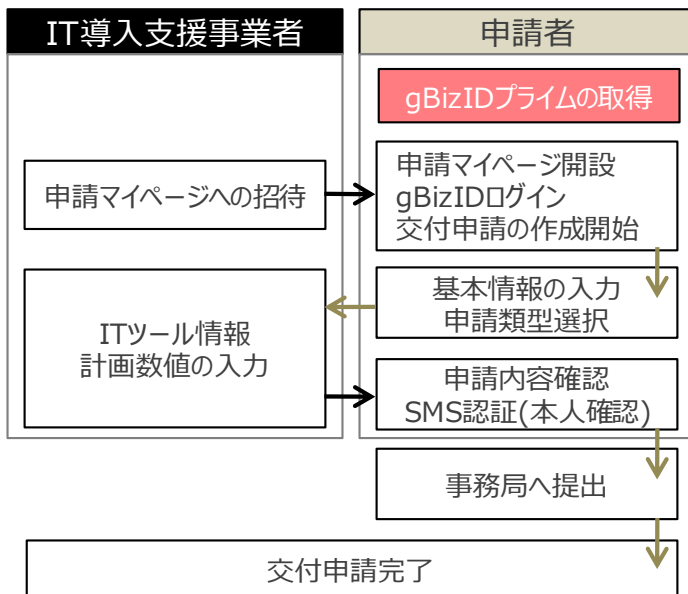 IT導入支援事業者
申請者
gBizIDプライムの取得
申請マイページへの招待
申請マイページ開設
gBizIDログイン
交付申請の作成開始
基本情報の入力
申請類型選択
ITツール情報
計画数値の入力
申請内容確認
SMS認証(本人確認)
事務局へ提出
交付申請完了